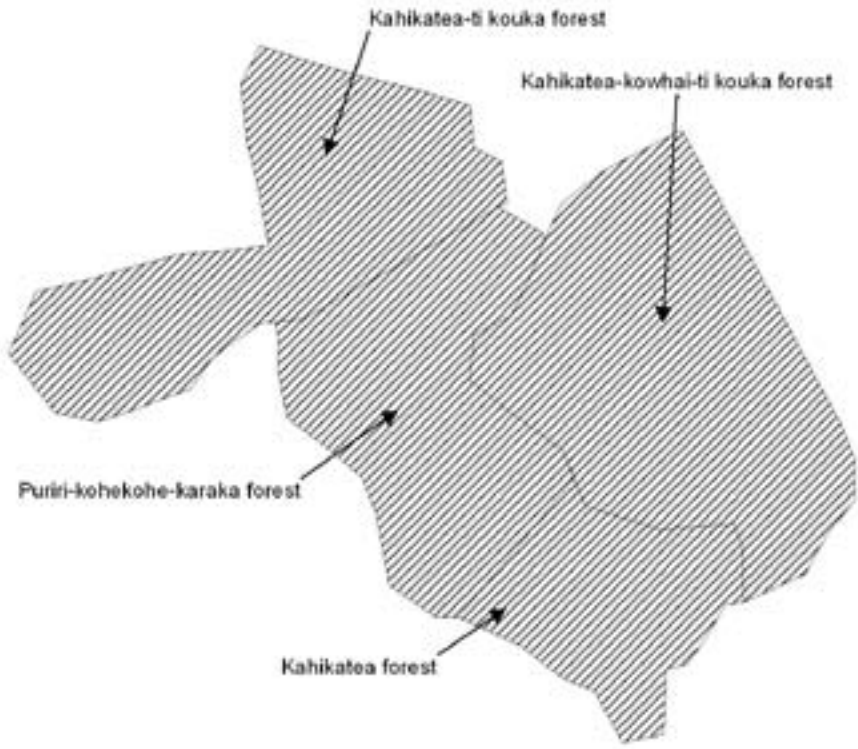 Kahikatea-ti kouka forest
Kahikatea-kowhai-ti kouka forest
Puriri-kohekohe-karaka forest
Kahikatea forest